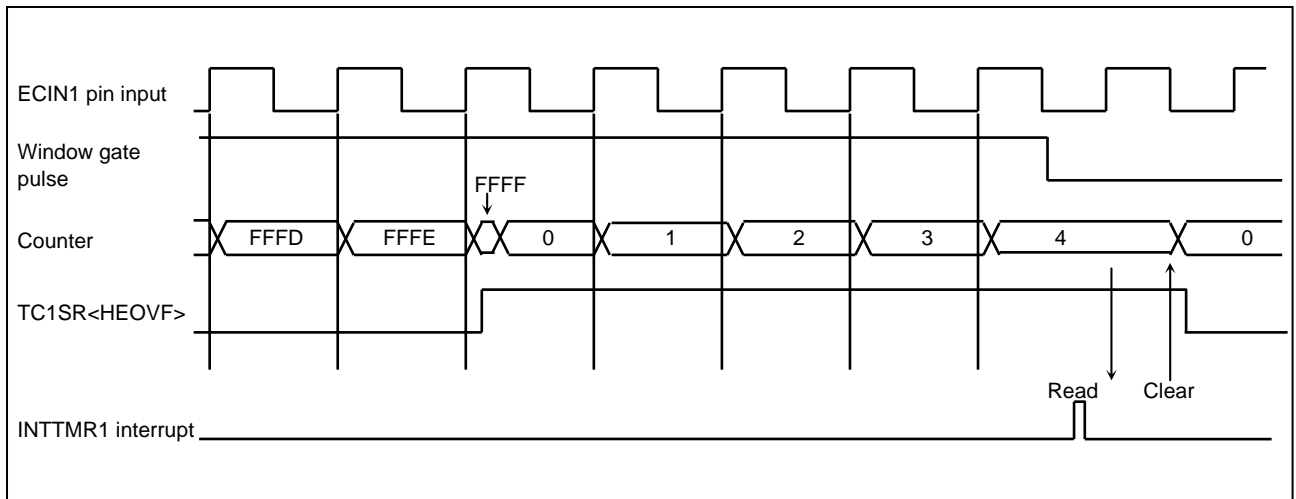 ECIN1 pin input
Window gate
pulse
FFFF
Counter
FFFD
FFFE
0
1
2
3
4
0
TC1SR<HEOVF>
Read
Clear
INTTMR1 interrupt